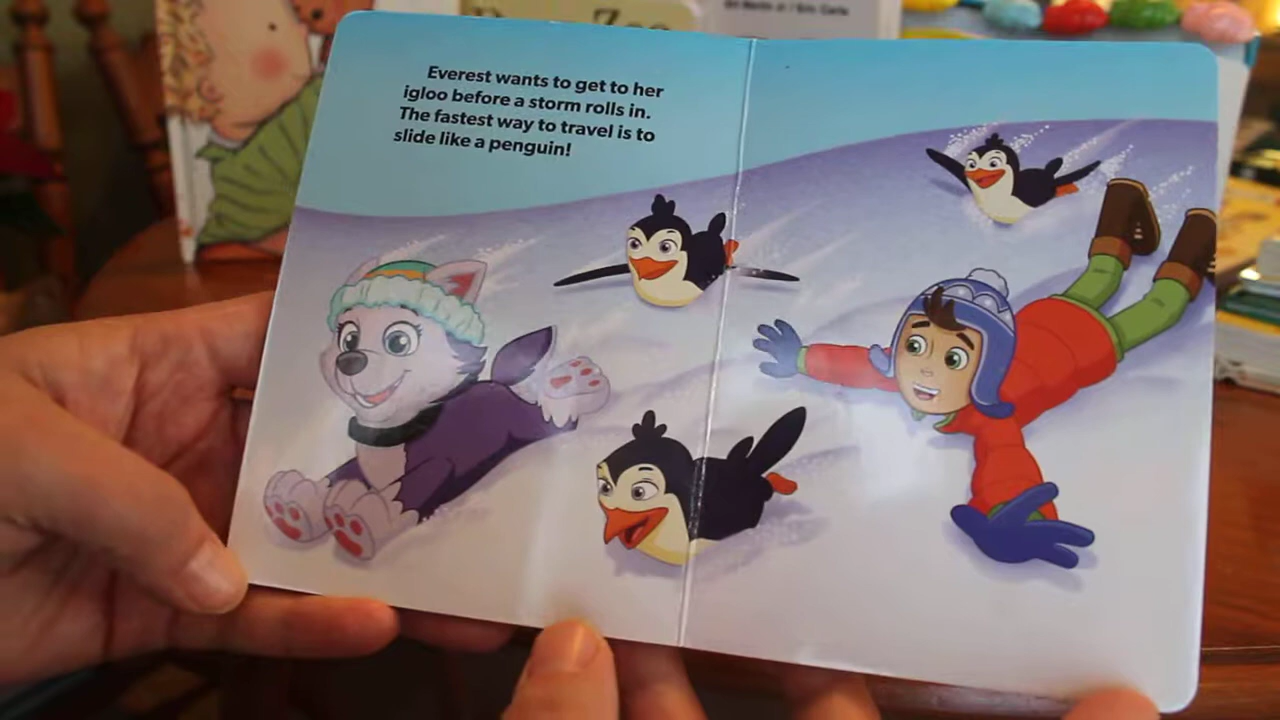 Zoo
Everest wants to get to her
igloo before a storm rolls in.
The fastest way to travel is to
slide like a penguin!